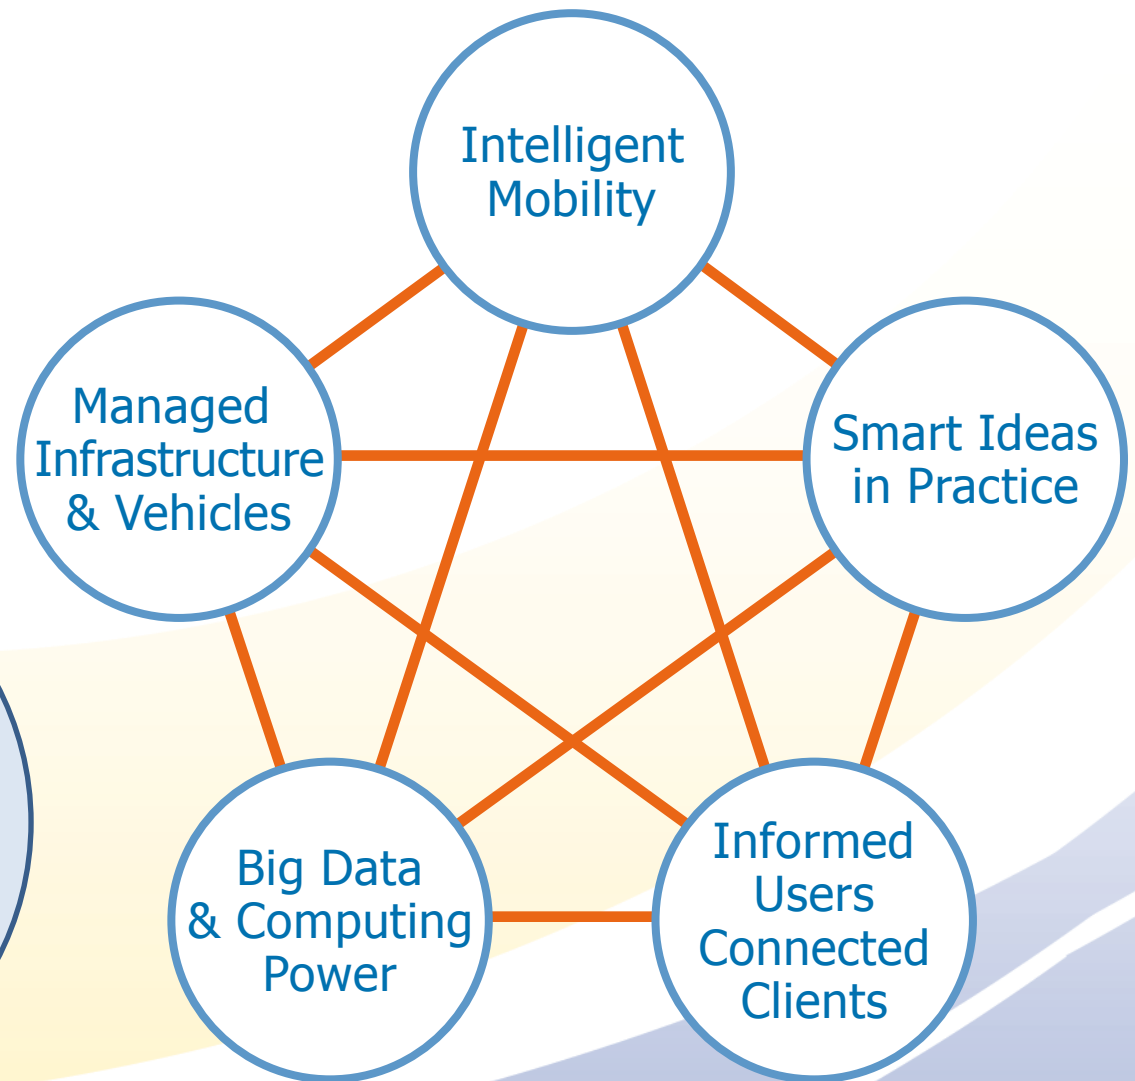 Intelligent
Mobility
Managed
Infrastructure
& Vehicles
Smart Ideas
in Practice
Big Data
& Computing
Power
Informed
Users
Connected
Clients